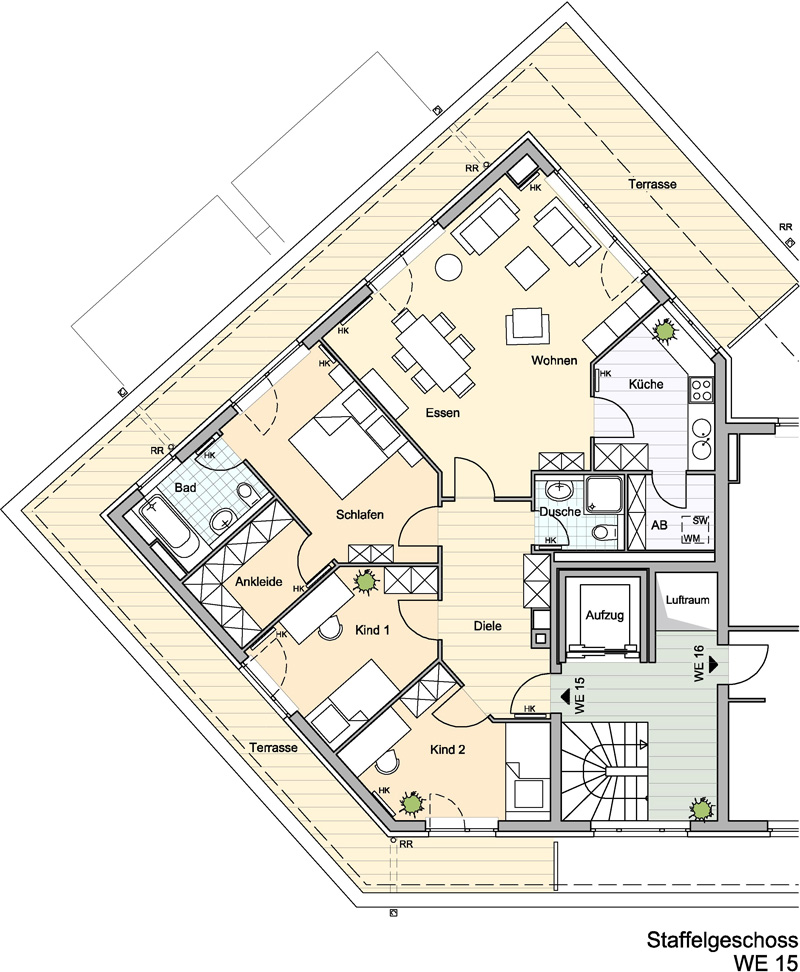 RR
HK
Terrasse
RR
HK
Wohnen
HK
HK
Küche
Essen
RR
HK
Bad
Schlafen
Dusche
HK
AB
SW
WM
Ankleide
HK
Aufzug
Luftraum
HK
Kind 1
Diele
WE 16
WE 15
HK
Terrasse
Kind 2
HK
RR
Staffelgeschoss
WE 15